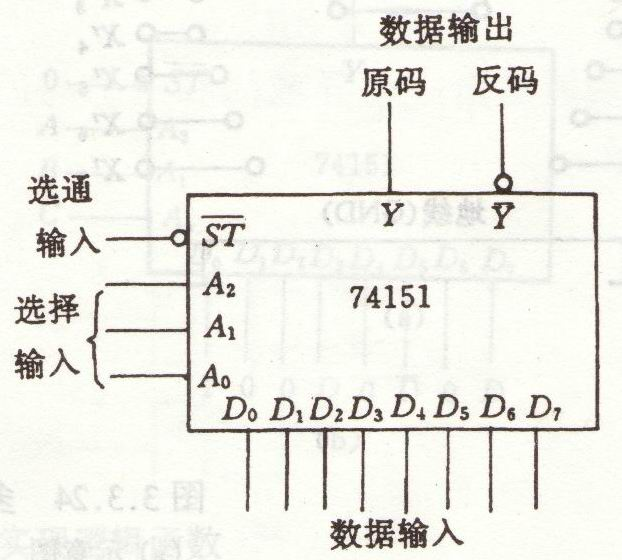 数据输出
原码 反码
选通
输入
S̅T̅ Y Y̅
A₂
74151
选择
A₁
输入
A₀
D₀ D₁ D₂ D₃ D₄ D₅ D₆ D₇
数据输入